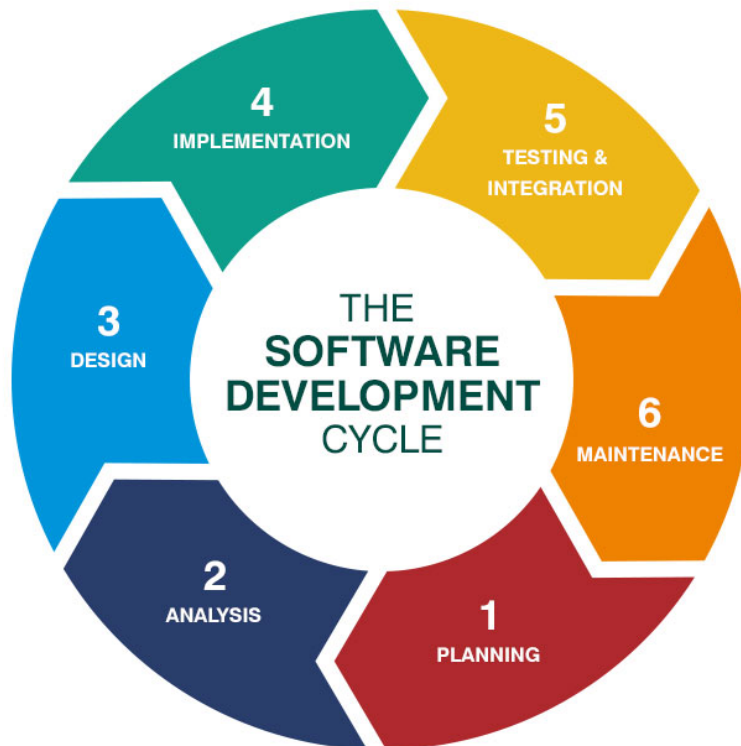 THE
SOFTWARE
DEVELOPMENT
CYCLE
1
PLANNING
2
ANALYSIS
3
DESIGN
4
IMPLEMENTATION
5
TESTING &
INTEGRATION
6
MAINTENANCE